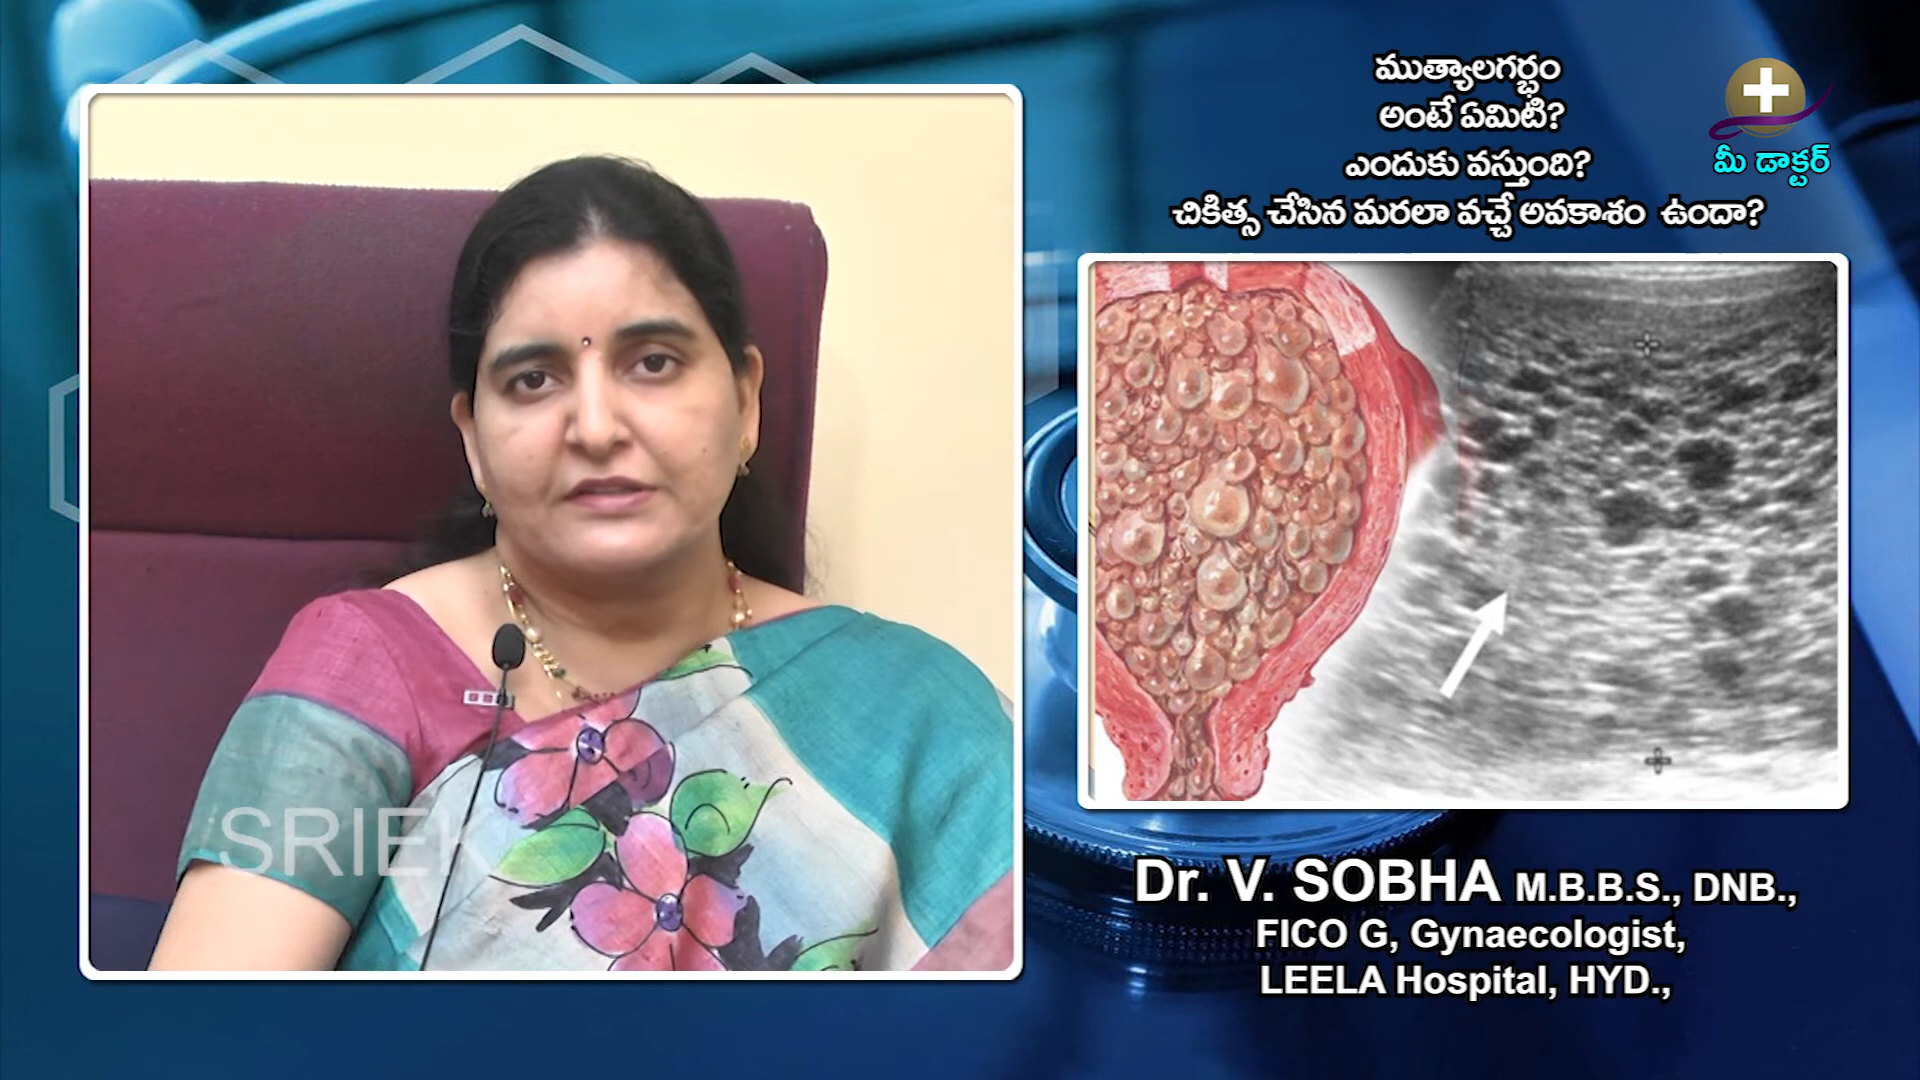 ముత్యాలగర్భం
అంటే ఏమిటి?
ఎందుకు వస్తుంది?
చికిత్స చేసిన మరలా వచ్చే అవకాశం ఉందా?
మీ డాక్టర్
SRIEK
Dr. V. SOBHA M.B.B.S., DNB.,
FICO G, Gynaecologist,
LEELA Hospital, HYD.,